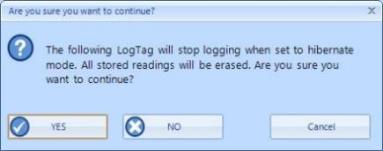 Are you sure you want to continue?
The following LogTag will stop logging when set to hibernate
mode. All stored readings will be erased. Are you sure you
want to continue?
YES NO Cancel